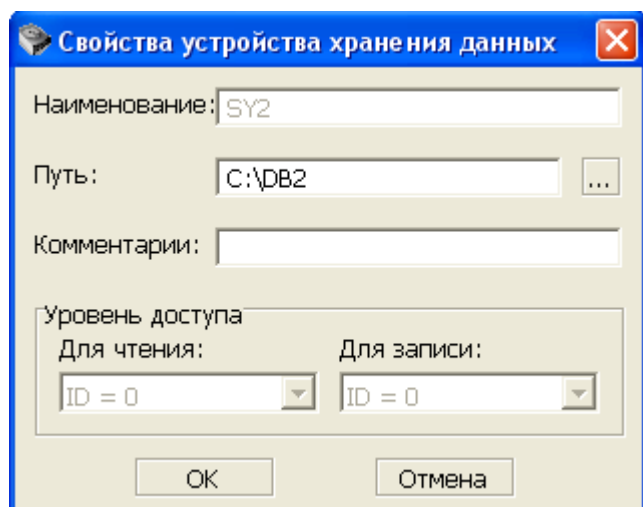 Свойства устройства хранения данных
Наименование: SY2
Путь: C:\DB2 ...
Комментарии:
Уровень доступа
Для чтения: Для записи:
ID = 0 ID = 0
OK Отмена